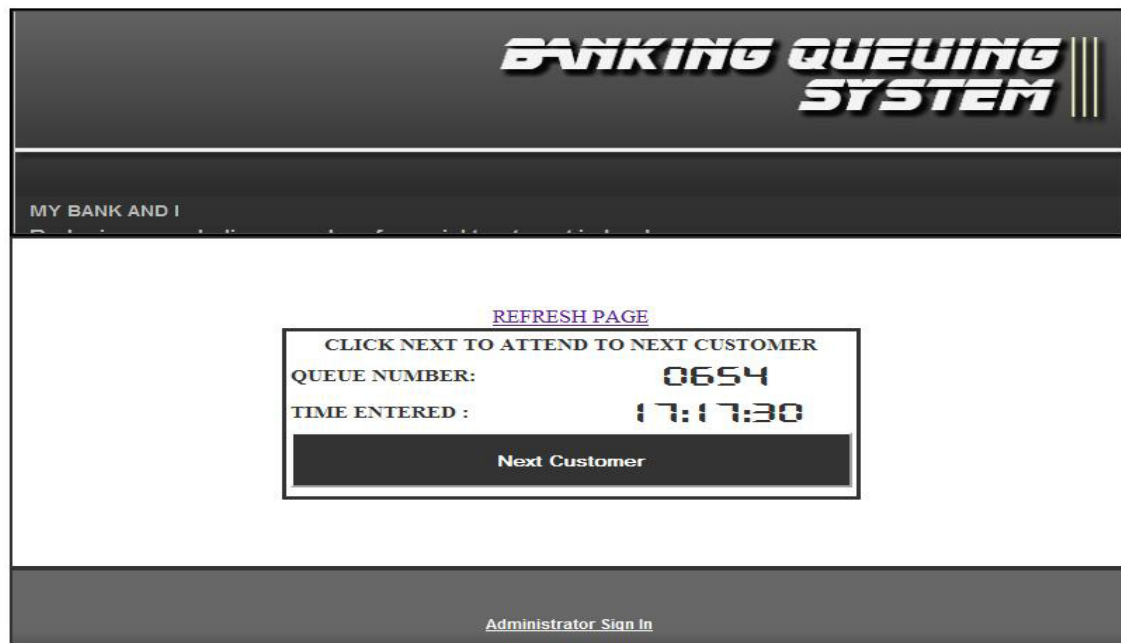 BANKING QUEUING
SYSTEM
MY BANK AND I
REFRESH PAGE
CLICK NEXT TO ATTEND TO NEXT CUSTOMER
QUEUE NUMBER: 0654
TIME ENTERED : 17:17:30
Next Customer
Administrator Sign In